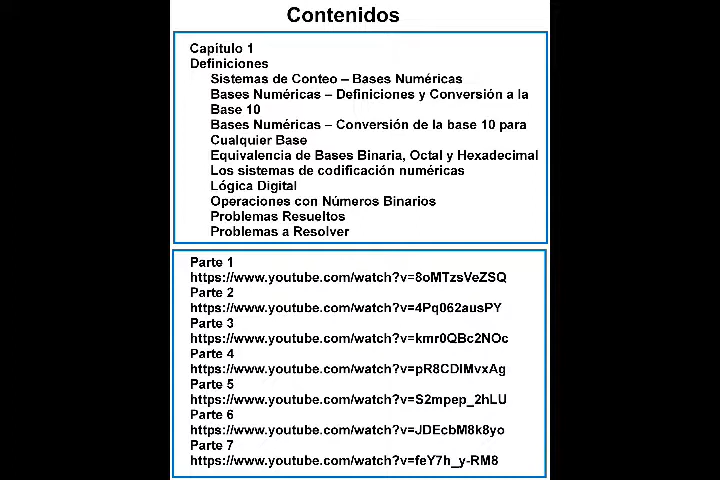 Contenidos
Capítulo 1
Definiciones
Sistemas de Conteo – Bases Numéricas
Bases Numéricas – Definiciones y Conversión a la
Base 10
Bases Numéricas – Conversión de la base 10 para
Cualquier Base
Equivalencia de Bases Binaria, Octal y Hexadecimal
Los sistemas de codificación numéricas
Lógica Digital
Operaciones con Números Binarios
Problemas Resueltos
Problemas a Resolver
Parte 1
https://www.youtube.com/watch?v=8oMTzsVeZSQ
Parte 2
https://www.youtube.com/watch?v=4Pq062ausPY
Parte 3
https://www.youtube.com/watch?v=kmr0QBc2NOc
Parte 4
https://www.youtube.com/watch?v=pR8CDIMvxAg
Parte 5
https://www.youtube.com/watch?v=S2mpep_2hLU
Parte 6
https://www.youtube.com/watch?v=JDEcbM8k8yo
Parte 7
https://www.youtube.com/watch?v=feY7h_y-RM8